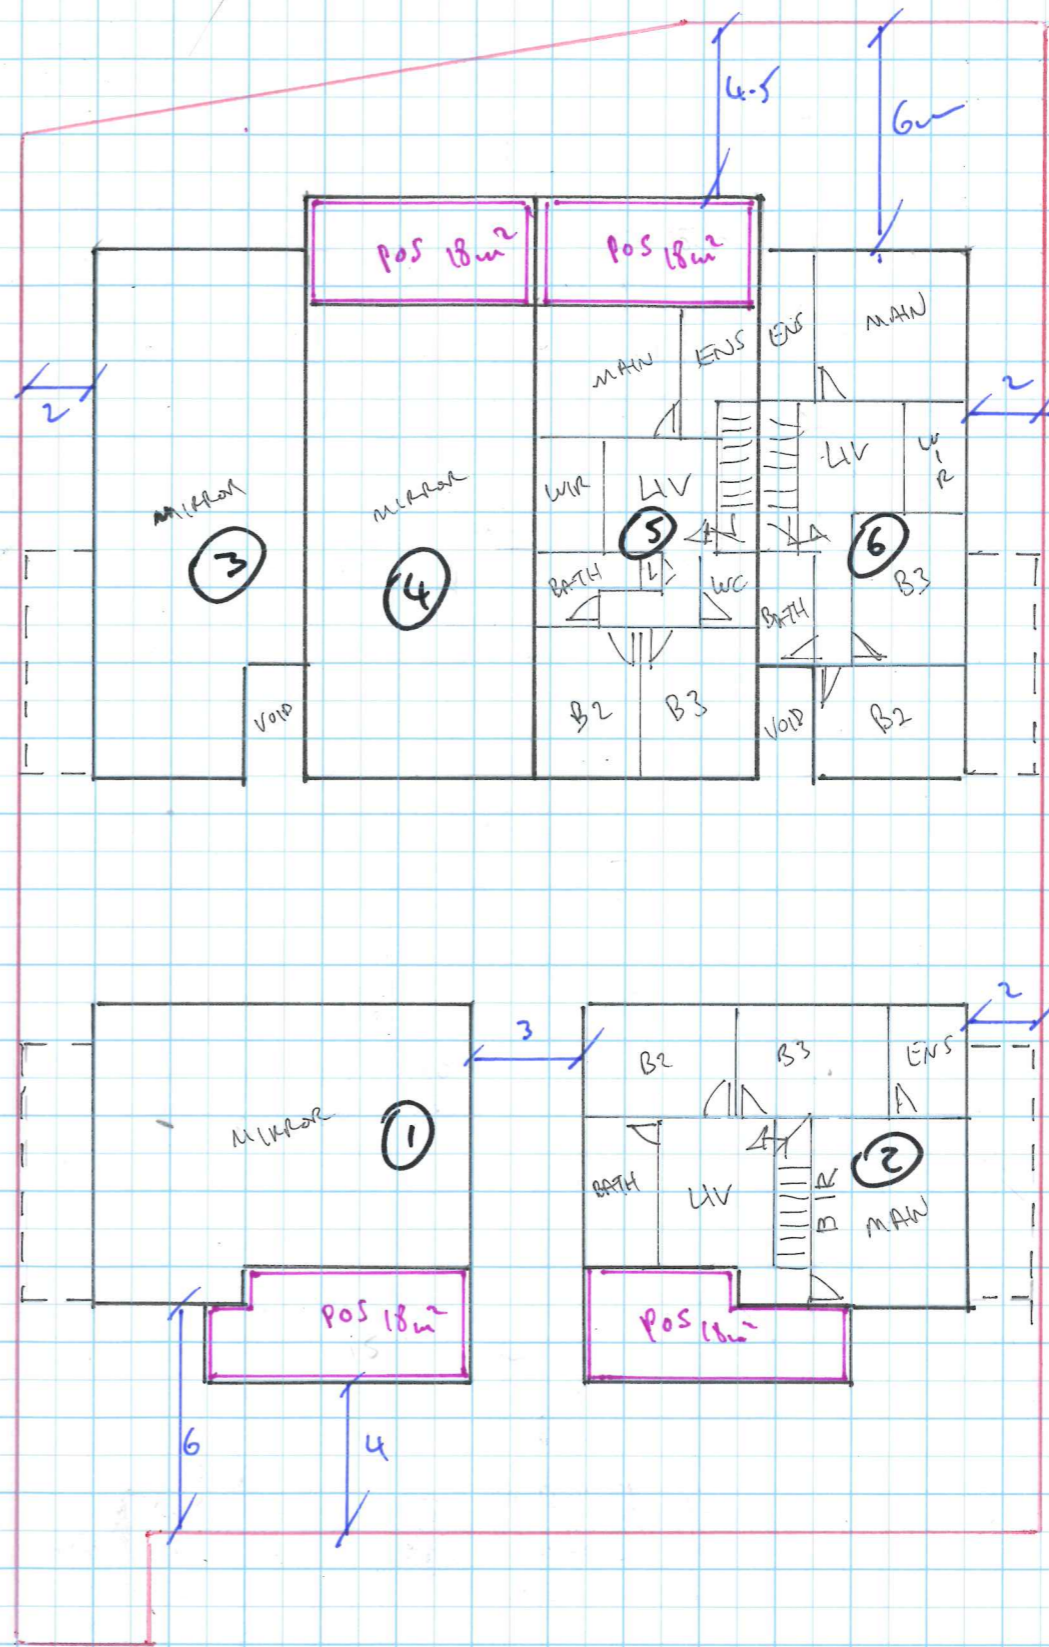 4.5
6m
POS 18m²
POS 18m²
MAIN
ENS
ENS
MAIN
2
2
MIRROR
3
MIRROR
4
WIR
LIV
5
LIV
WIR
6
BATH
L
WC
BATH
B3
VOID
B2
B3
VOID
B2
3
2
MIRROR
1
B2
B3
ENS
BATH
LIV
BIR
2
MAIN
POS 18m²
POS 18m²
6
4